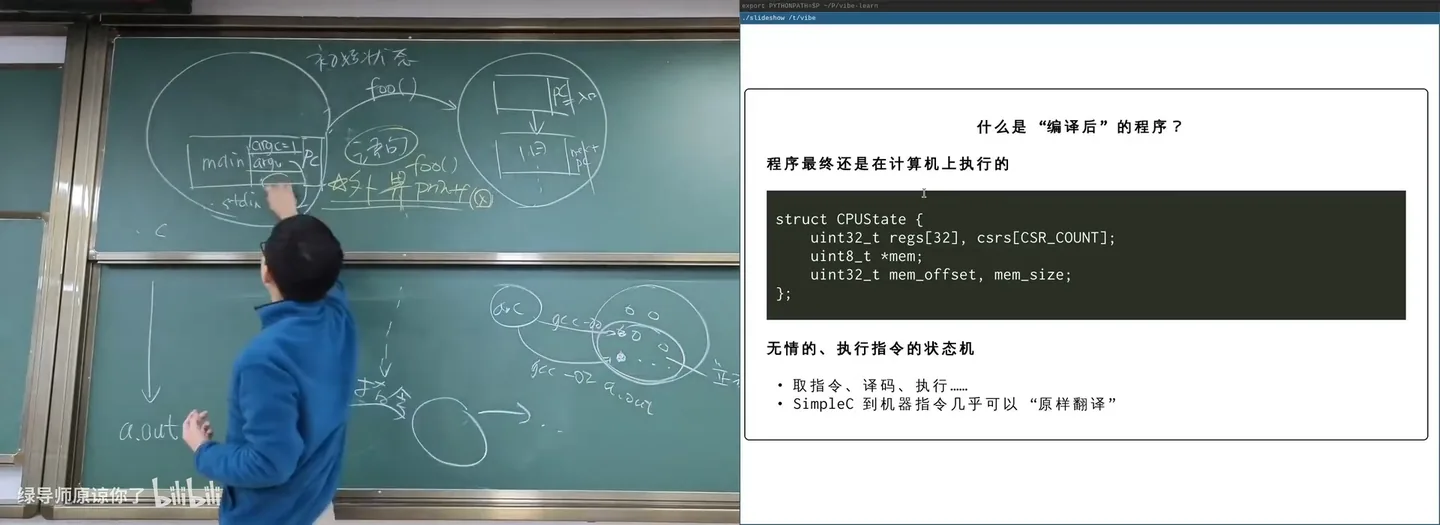 初始状态
foo()
main
argc=1
argv
PC
stdin
语句
foo()
printf
PC
C
a.c
gcc -O2
a.out
a.out
指令
绿导师原谅你了 bilibili
export PYTHONPATH=$P ~/P/vibe-learn
./slideshow /t/vibe
什么是“编译后”的程序？
程序最终还是在计算机上执行的
struct CPUState {
    uint32_t regs[32], csrs[CSR_COUNT];
    uint8_t *mem;
    uint32_t mem_offset, mem_size;
};
无情的、执行指令的状态机
• 取指令、译码、执行……
• SimpleC 到机器指令几乎可以“原样翻译”